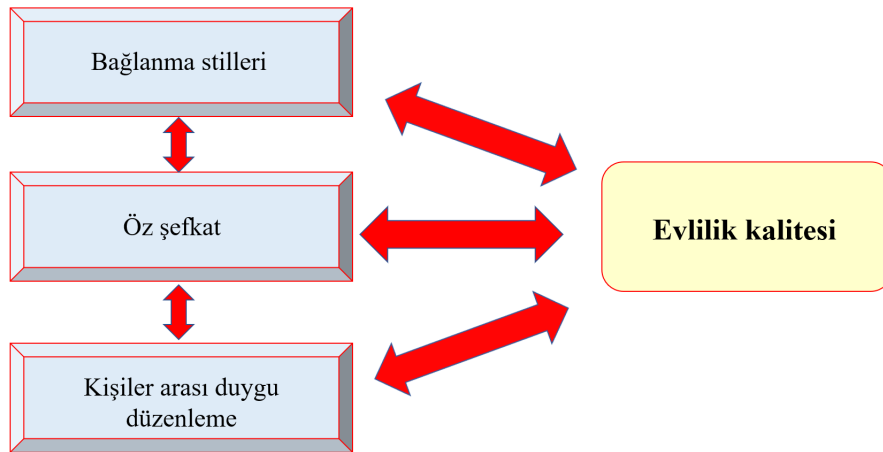 Bağlanma stilleri
Öz şefkat
Evlilik kalitesi
Kişiler arası duygu
düzenleme